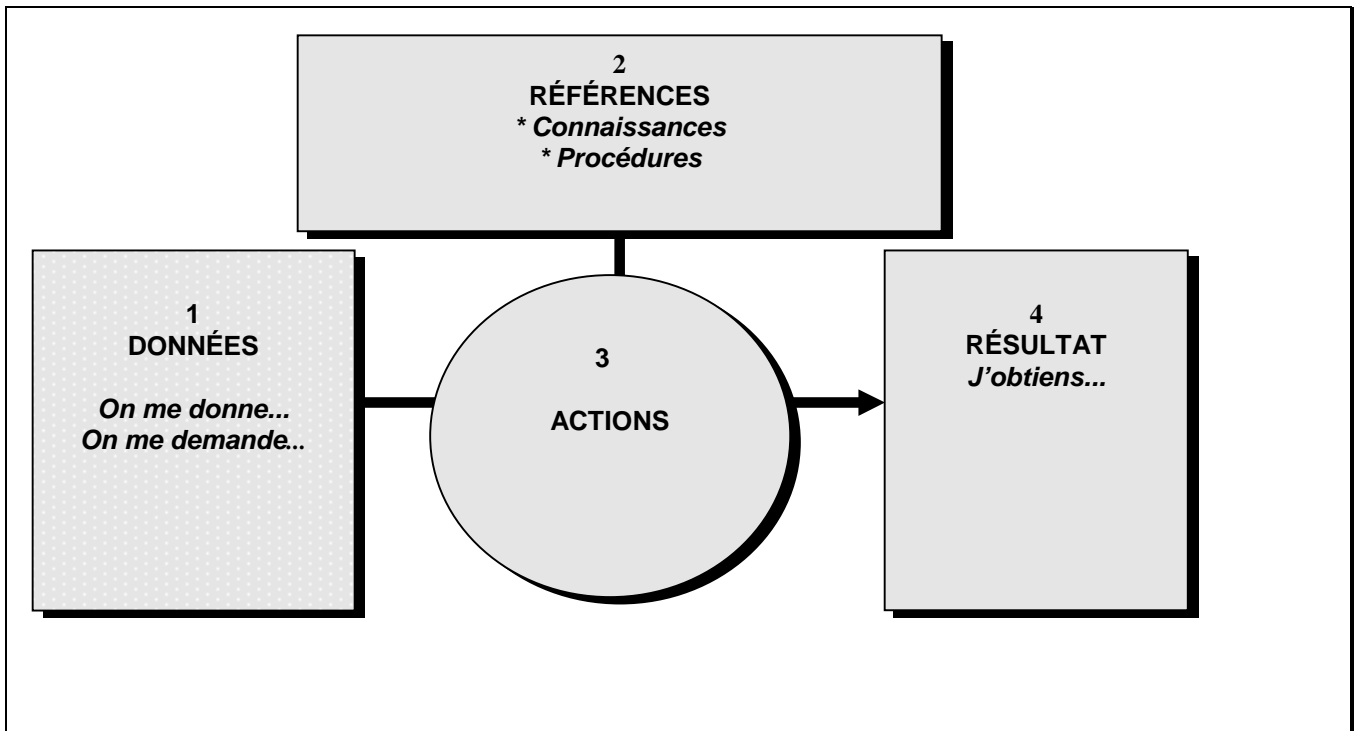 2
RÉFÉRENCES
* Connaissances
* Procédures
1
DONNÉES
On me donne...
On me demande...
3
ACTIONS
4
RÉSULTAT
J'obtiens...